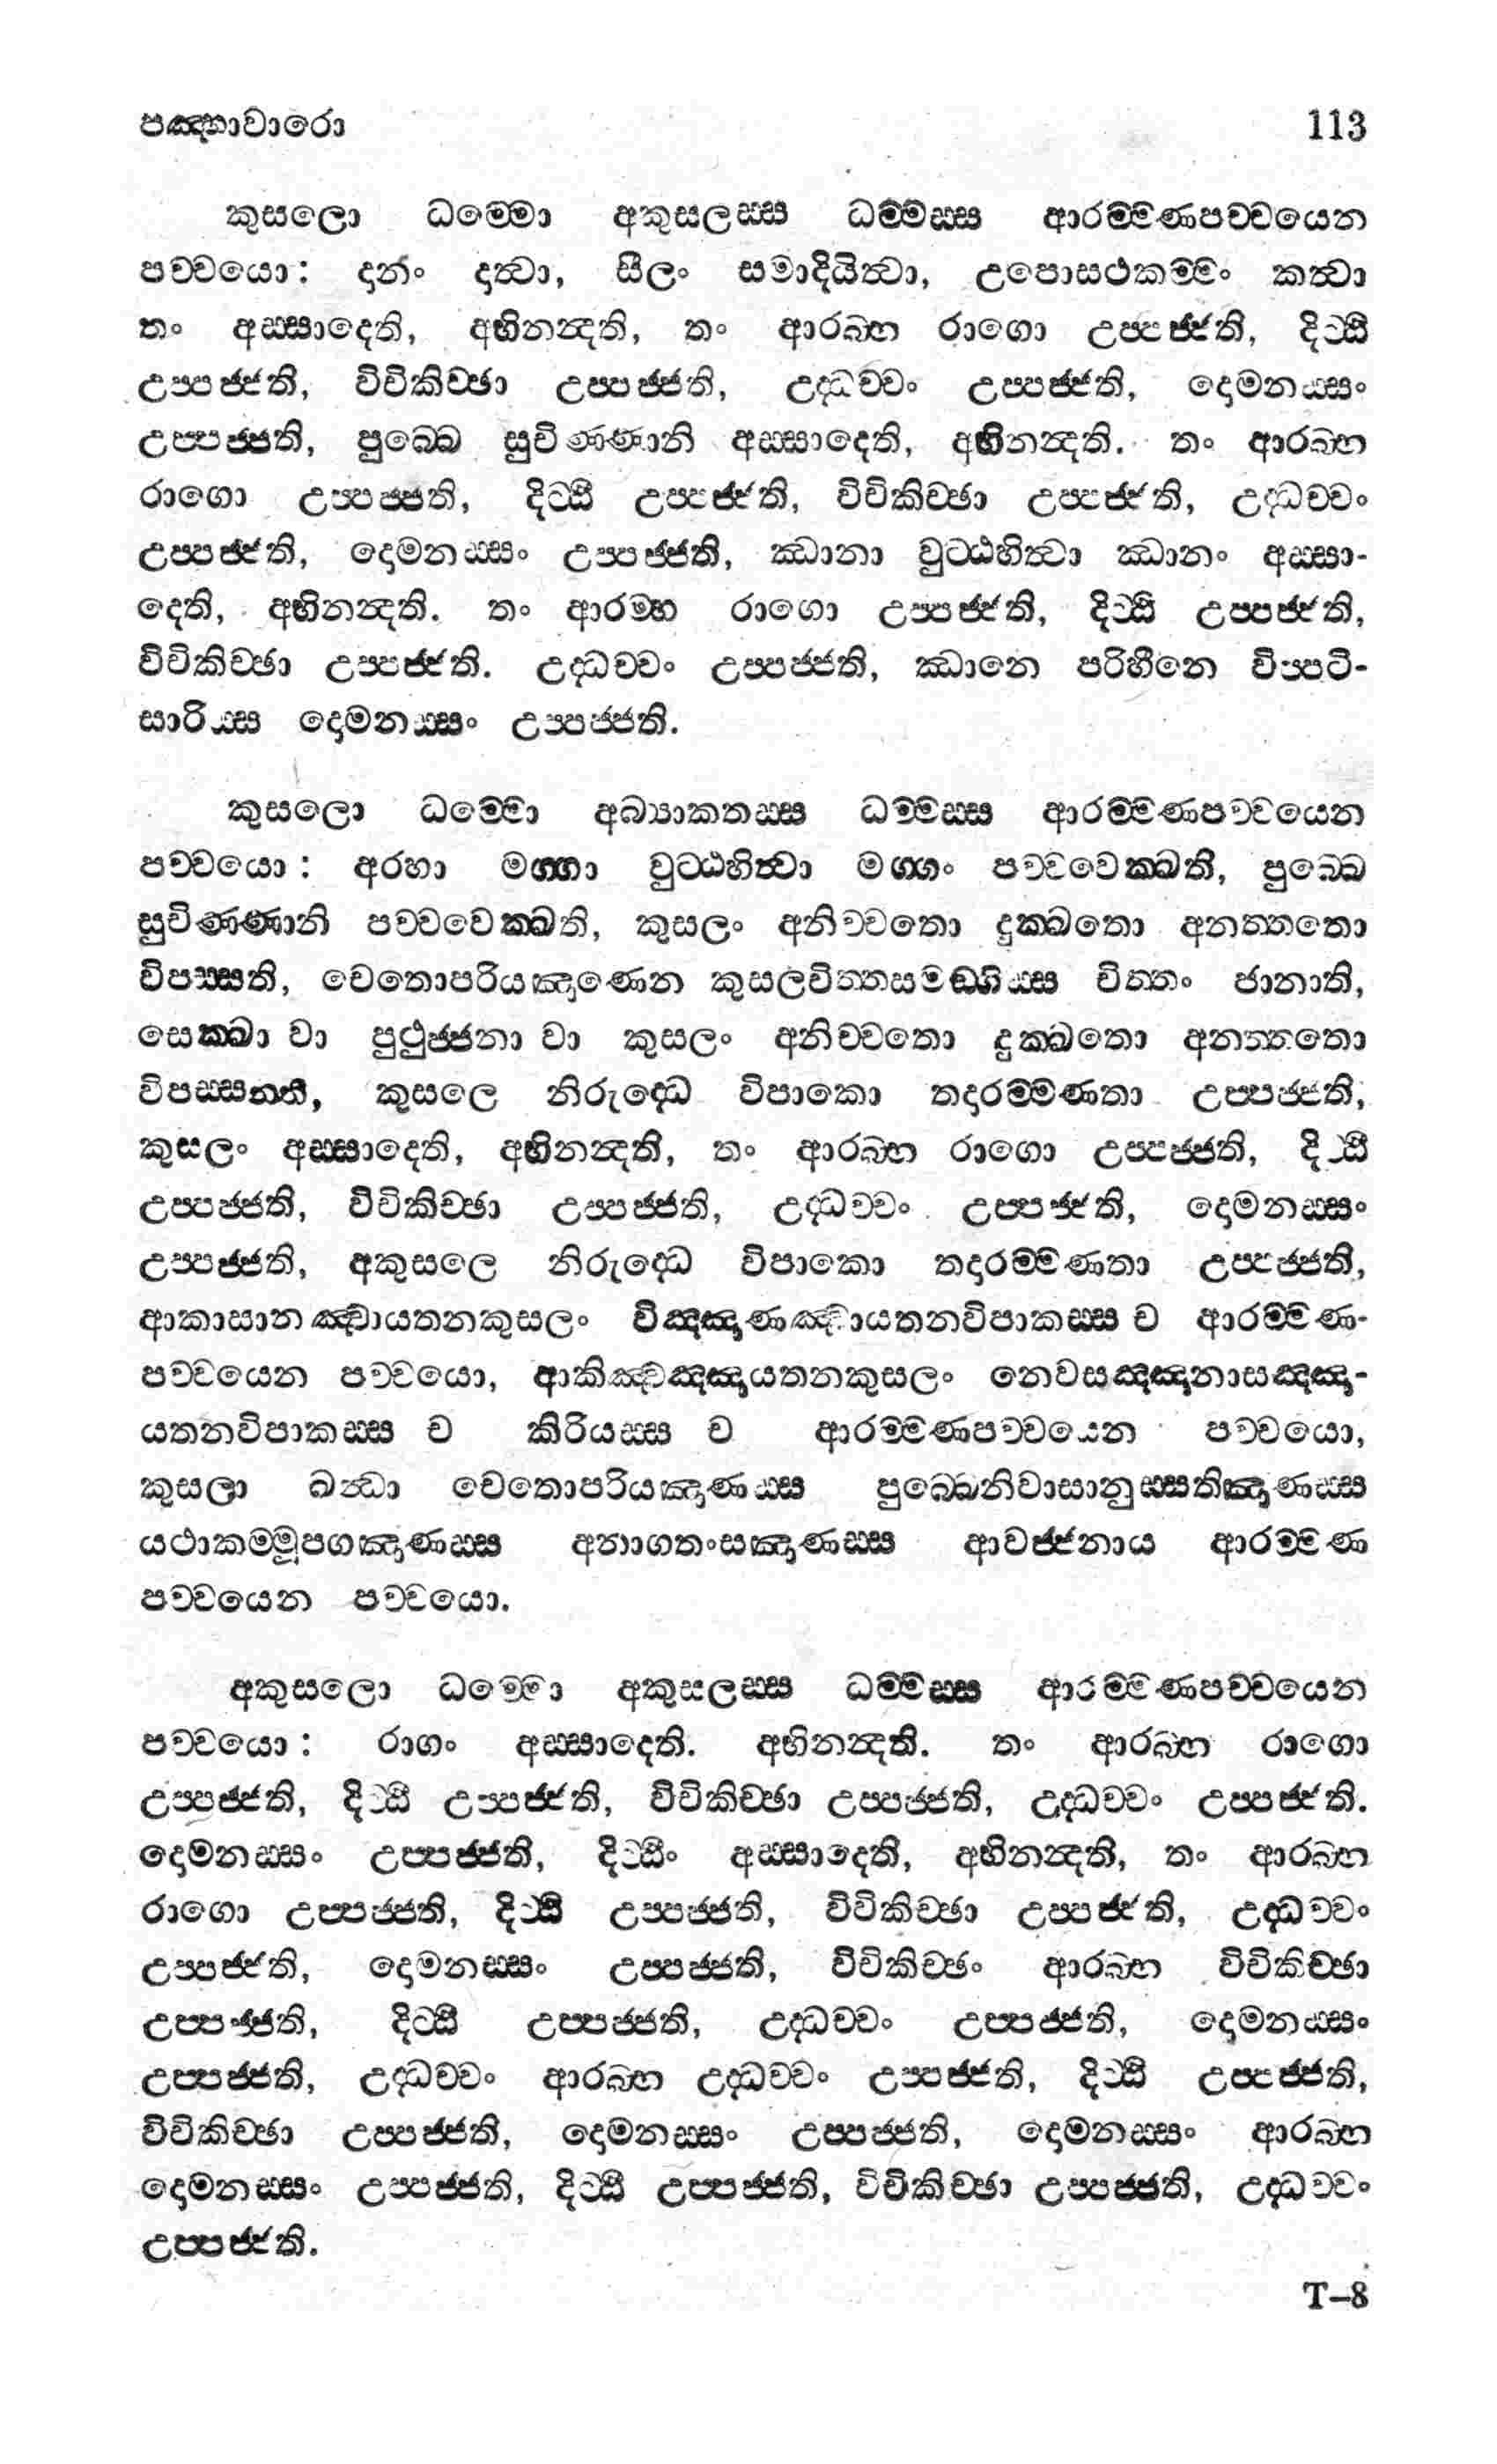 පඤ්හාවාරො 113
කුසලො ධම්මො අකුසලස්ස ධම්මස්ස ආරම්මණපච්චයෙන
පච්චයො: දානං දත්වා, සීලං සමාදියිත්වා, උපොසථකම්මං කත්වා
තං අස්සාදෙති, අභිනන්දති, තං ආරබ්භ රාගො උප්පජ්ජති, දිට්ඨි
උප්පජ්ජති, විචිකිච්ඡා උප්පජ්ජති, උද්ධච්චං උප්පජ්ජති, දොමනස්සං
උප්පජ්ජති, පුබ්බෙ සුචිණ්ණානි අස්සාදෙති, අභිනන්දති. තං ආරබ්භ
රාගො උප්පජ්ජති, දිට්ඨි උප්පජ්ජති, විචිකිච්ඡා උප්පජ්ජති, උද්ධච්චං
උප්පජ්ජති, දොමනස්සං උප්පජ්ජති, ඣානා වුට්ඨහිත්වා ඣානං අස්සා-
දෙති, අභිනන්දති. තං ආරම්භ රාගො උප්පජ්ජති, දිට්ඨි උප්පජ්ජති,
විචිකිච්ඡා උප්පජ්ජති. උද්ධච්චං උප්පජ්ජති, ඣානෙ පරිහීනෙ විප්පටි-
සාරිස්ස දොමනස්සං උප්පජ්ජති.
කුසලො ධම්මො අබ්‍යාකතස්ස ධම්මස්ස ආරම්මණපච්චයෙන
පච්චයො: අරහා මග්ගා වුට්ඨහිත්වා මග්ගං පච්චවෙක්ඛති, පුබ්බෙ
සුචිණ්ණානි පච්චවෙක්ඛති, කුසලං අනිච්චතො දුක්ඛතො අනත්තතො
විපස්සති, චෙතොපරියඤාණෙන කුසලචිත්තසමඞ්ගිස්ස චිත්තං ජානාති,
සෙක්ඛා වා පුථුජ්ජනා වා කුසලං අනිච්චතො දුක්ඛතො අනත්තතො
විපස්සන්ති, කුසලෙ නිරුද්ධෙ විපාකො තදාරම්මණතා උප්පජ්ජති,
කුසලං අස්සාදෙති, අභිනන්දති, තං ආරබ්භ රාගො උප්පජ්ජති, දිට්ඨි
උප්පජ්ජති, විචිකිච්ඡා උප්පජ්ජති, උද්ධච්චං උප්පජ්ජති, දොමනස්සං
උප්පජ්ජති, අකුසලෙ නිරුද්ධෙ විපාකො තදාරම්මණතා උප්පජ්ජති,
ආකාසානඤ්චායතනකුසලං විඤ්ඤාණඤ්චායතනවිපාකස්ස ච ආරම්මණ-
පච්චයෙන පච්චයො, ආකිඤ්චඤ්ඤායතනකුසලං නෙවසඤ්ඤානාසඤ්ඤා-
යතනවිපාකස්ස ච කිරියස්ස ච ආරම්මණපච්චයෙන පච්චයො,
කුසලා ඛන්ධා චෙතොපරියඤාණස්ස පුබ්බෙනිවාසානුස්සතිඤාණස්ස
යථාකම්මූපගඤාණස්ස අනාගතංසඤාණස්ස ආවජ්ජනාය ආරම්මණ
පච්චයෙන පච්චයො.
අකුසලො ධම්මො අකුසලස්ස ධම්මස්ස ආරම්මණපච්චයෙන
පච්චයො: රාගං අස්සාදෙති. අභිනන්දති. තං ආරබ්භ රාගො
උප්පජ්ජති, දිට්ඨි උප්පජ්ජති, විචිකිච්ඡා උප්පජ්ජති, උද්ධච්චං උප්පජ්ජති.
දොමනස්සං උප්පජ්ජති, දිට්ඨිං අස්සාදෙති, අභිනන්දති, තං ආරබ්භ
රාගො උප්පජ්ජති, දිට්ඨි උප්පජ්ජති, විචිකිච්ඡා උප්පජ්ජති, උද්ධච්චං
උප්පජ්ජති, දොමනස්සං උප්පජ්ජති, විචිකිච්ඡං ආරබ්භ විචිකිච්ඡා
උප්පජ්ජති, දිට්ඨි උප්පජ්ජති, උද්ධච්චං උප්පජ්ජති, දොමනස්සං
උප්පජ්ජති, උද්ධච්චං ආරබ්භ උද්ධච්චං උප්පජ්ජති, දිට්ඨි උප්පජ්ජති,
විචිකිච්ඡා උප්පජ්ජති, දොමනස්සං උප්පජ්ජති, දොමනස්සං ආරබ්භ
දොමනස්සං උප්පජ්ජති, දිට්ඨි උප්පජ්ජති, විචිකිච්ඡා උප්පජ්ජති, උද්ධච්චං
උප්පජ්ජති.
T-8